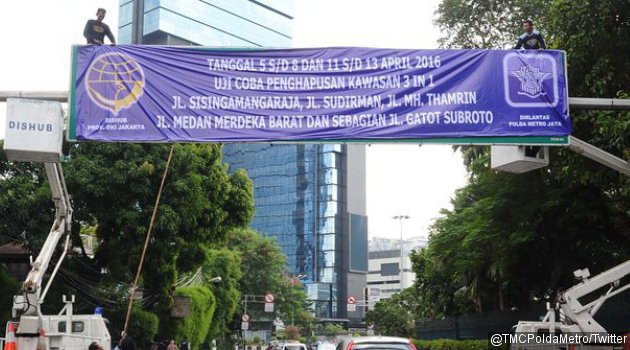 TANGGAL 5 S/D 8 DAN 11 S/D 13 APRIL 2016
UJI COBA PENGHAPUSAN KAWASAN 3 IN 1
JL. SISINGAMANGARAJA, JL. SUDIRMAN, JL. MH. THAMRIN
JL. MEDAN MERDEKA BARAT DAN SEBAGIAN JL. GATOT SUBROTO
DISHUB
PROV. DKI JAKARTA
DIRLANTAS
POLDA METRO JAYA
DISHUB
@TMCPoldaMetro/Twitter